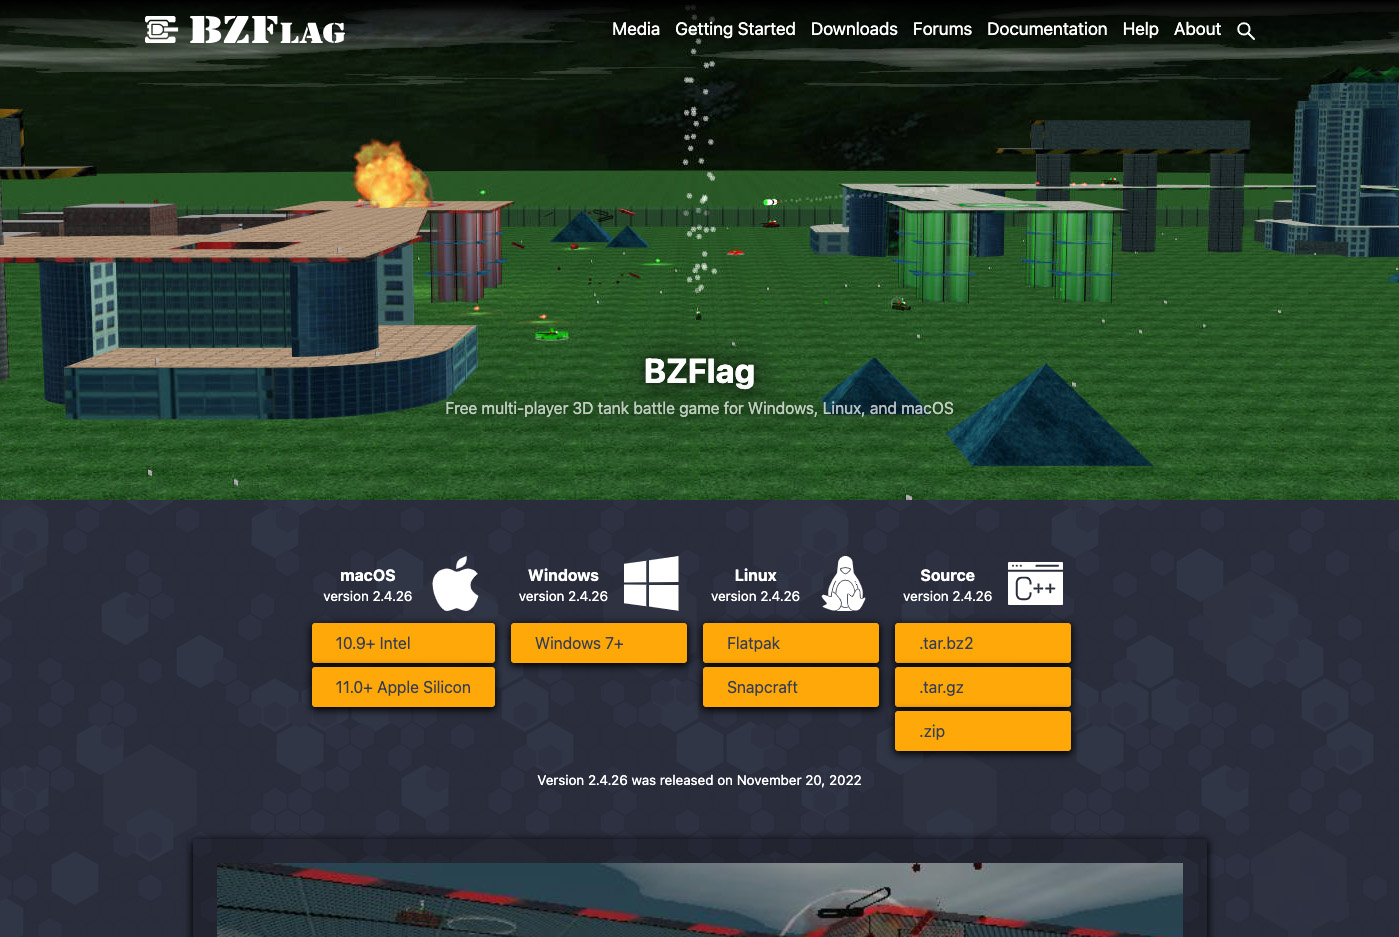 BZFLAG
Media Getting Started Downloads Forums Documentation Help About
BZFlag
Free multi-player 3D tank battle game for Windows, Linux, and macOS
macOS
version 2.4.26
10.9+ Intel
11.0+ Apple Silicon
Windows
version 2.4.26
Windows 7+
Linux
version 2.4.26
Flatpak
Snapcraft
Source
version 2.4.26
C++
.tar.bz2
.tar.gz
.zip
Version 2.4.26 was released on November 20, 2022